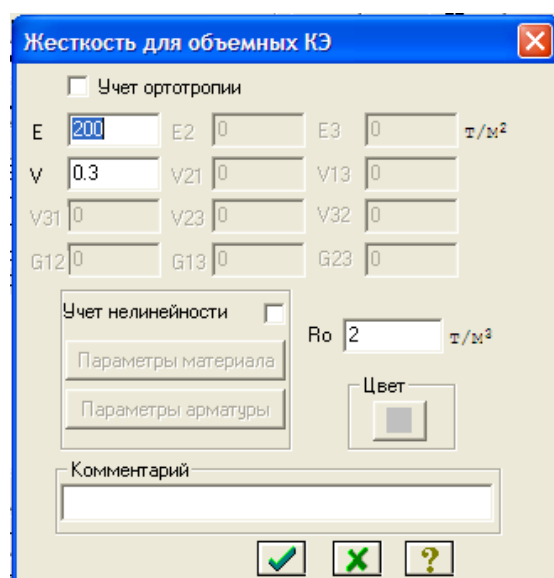 Жесткость для объемных КЭ
Учет ортотропии
E 200 E2 0 E3 0 т/м²
V 0.3 V21 0 V13 0
V31 0 V23 0 V32 0
G12 0 G13 0 G23 0
Учет нелинейности
Ro 2 т/м³
Параметры материала
Цвет
Параметры арматуры
Комментарий
?